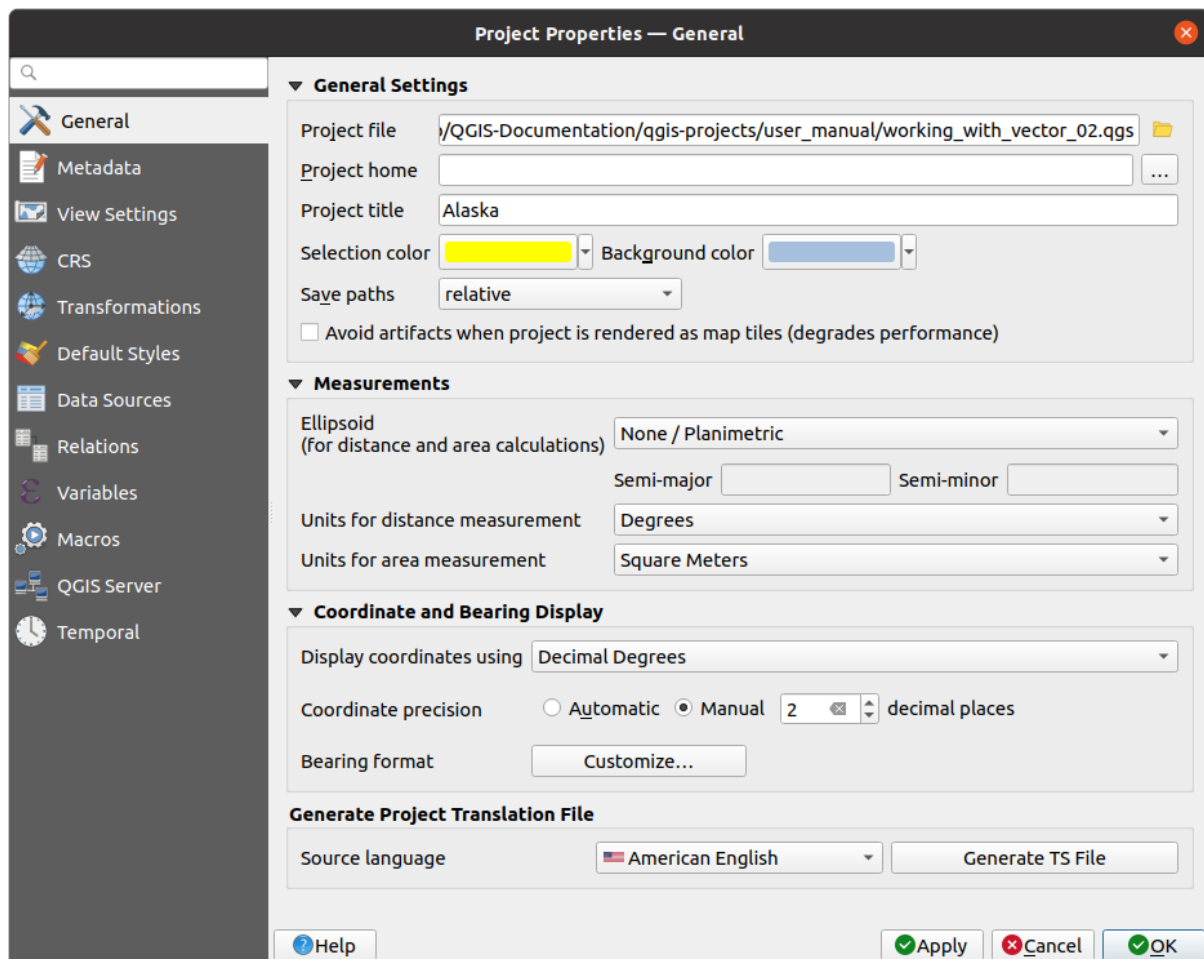 Project Properties — General
General
Metadata
View Settings
CRS
Transformations
Default Styles
Data Sources
Relations
Variables
Macros
QGIS Server
Temporal
General Settings
Project file /QGIS-Documentation/qgis-projects/user_manual/working_with_vector_02.qgs
Project home ...
Project title Alaska
Selection color Background color
Save paths relative
Avoid artifacts when project is rendered as map tiles (degrades performance)
Measurements
Ellipsoid
(for distance and area calculations) None / Planimetric
Semi-major Semi-minor
Units for distance measurement Degrees
Units for area measurement Square Meters
Coordinate and Bearing Display
Display coordinates using Decimal Degrees
Coordinate precision Automatic Manual 2 decimal places
Bearing format Customize...
Generate Project Translation File
Source language American English Generate TS File
Help Apply Cancel OK